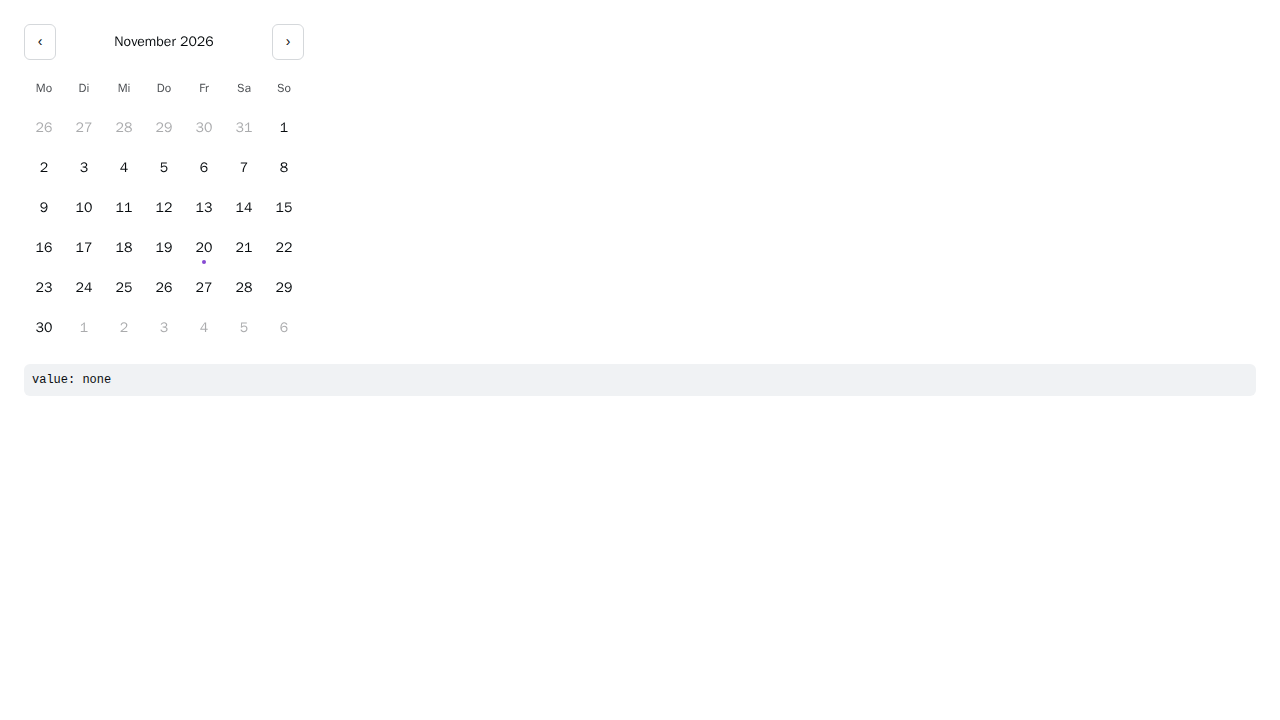 ‹ November 2026 ›
Mo Di Mi Do Fr Sa So
26 27 28 29 30 31 1
2 3 4 5 6 7 8
9 10 11 12 13 14 15
16 17 18 19 20 21 22
23 24 25 26 27 28 29
30 1 2 3 4 5 6
value: none